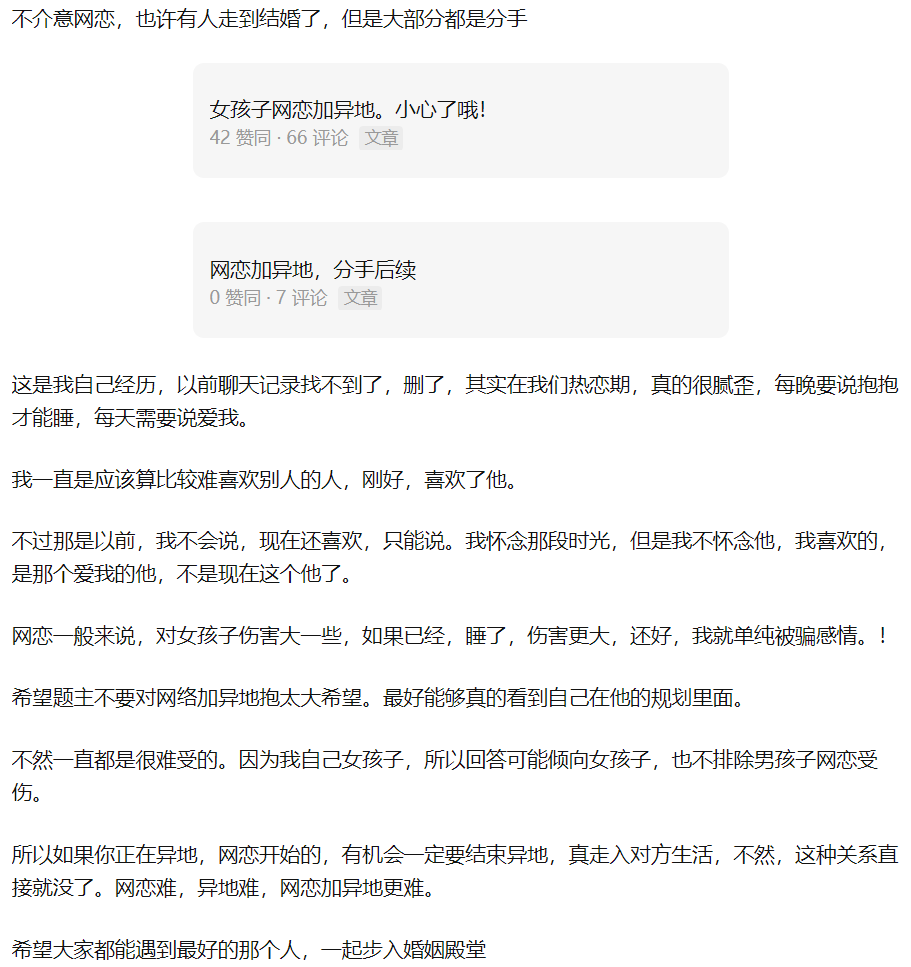 不介意网恋，也许有人走到结婚了，但是大部分都是分手
女孩子网恋加异地。小心了哦！
42 赞同 · 66 评论 文章
网恋加异地，分手后续
0 赞同 · 7 评论 文章
这是我自己经历，以前聊天记录找不到了，删了，其实在我们热恋期，真的很腻歪，每晚要说抱抱
才能睡，每天需要说爱我。
我一直是应该算比较难喜欢别人的人，刚好，喜欢了他。
不过那是以前，我不会说，现在还喜欢，只能说。我怀念那段时光，但是我不怀念他，我喜欢的，
是那个爱我的他，不是现在这个他了。
网恋一般来说，对女孩子伤害大一些，如果已经，睡了，伤害更大，还好，我就单纯被骗感情。！
希望题主不要对网络加异地抱太大希望。最好能够真的看到自己在他的规划里面。
不然一直都是很难受的。因为我自己女孩子，所以回答可能倾向女孩子，也不排除男孩子网恋受
伤。
所以如果你正在异地，网恋开始的，有机会一定要结束异地，真走入对方生活，不然，这种关系直
接就没了。网恋难，异地难，网恋加异地更难。
希望大家都能遇到最好的那个人，一起步入婚姻殿堂